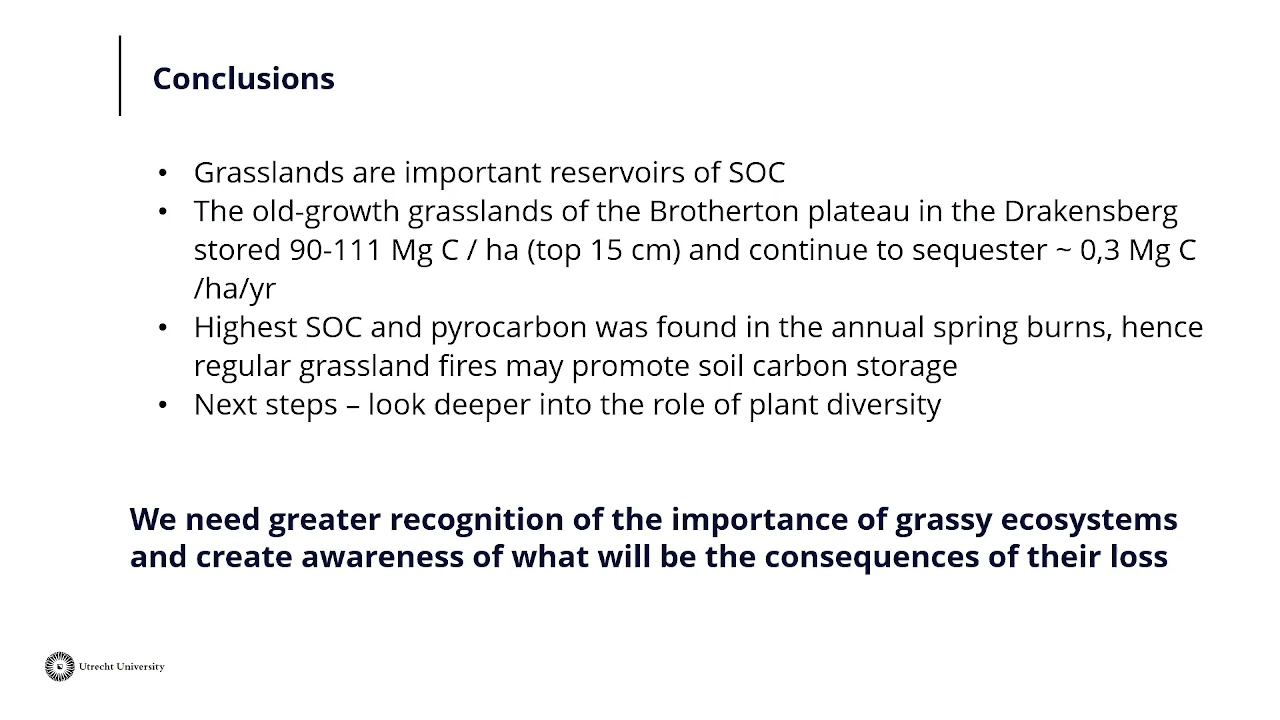 Conclusions
• Grasslands are important reservoirs of SOC
• The old-growth grasslands of the Brotherton plateau in the Drakensberg
stored 90-111 Mg C / ha (top 15 cm) and continue to sequester ~ 0,3 Mg C
/ha/yr
• Highest SOC and pyrocarbon was found in the annual spring burns, hence
regular grassland fires may promote soil carbon storage
• Next steps – look deeper into the role of plant diversity
We need greater recognition of the importance of grassy ecosystems
and create awareness of what will be the consequences of their loss
Utrecht University